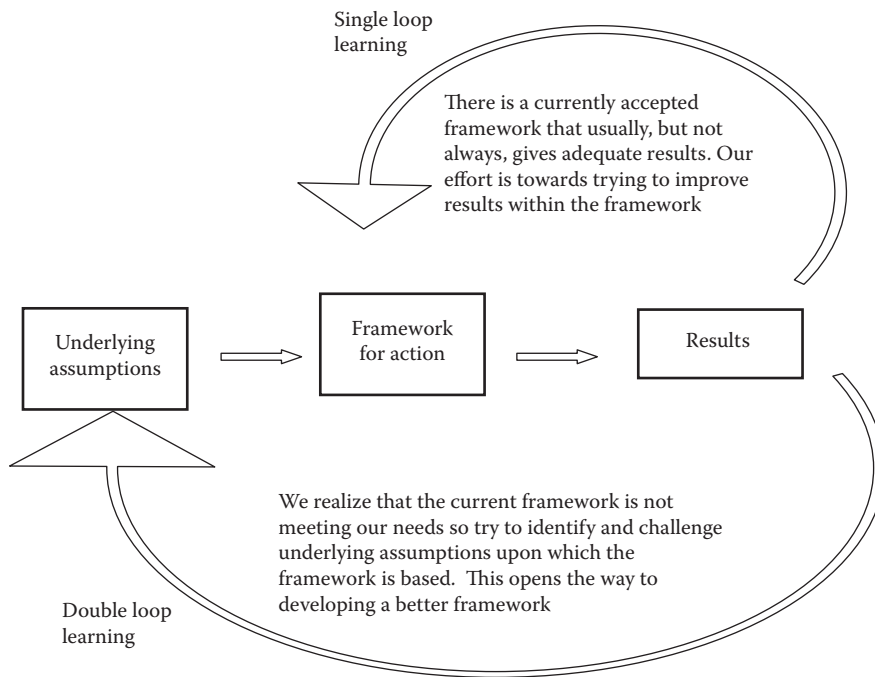 Single loop
learning
There is a currently accepted
framework that usually, but not
always, gives adequate results. Our
effort is towards trying to improve
results within the framework
Underlying
assumptions
Framework
for action
Results
We realize that the current framework is not
meeting our needs so try to identify and challenge
underlying assumptions upon which the
framework is based.  This opens the way to
developing a better framework
Double loop
learning